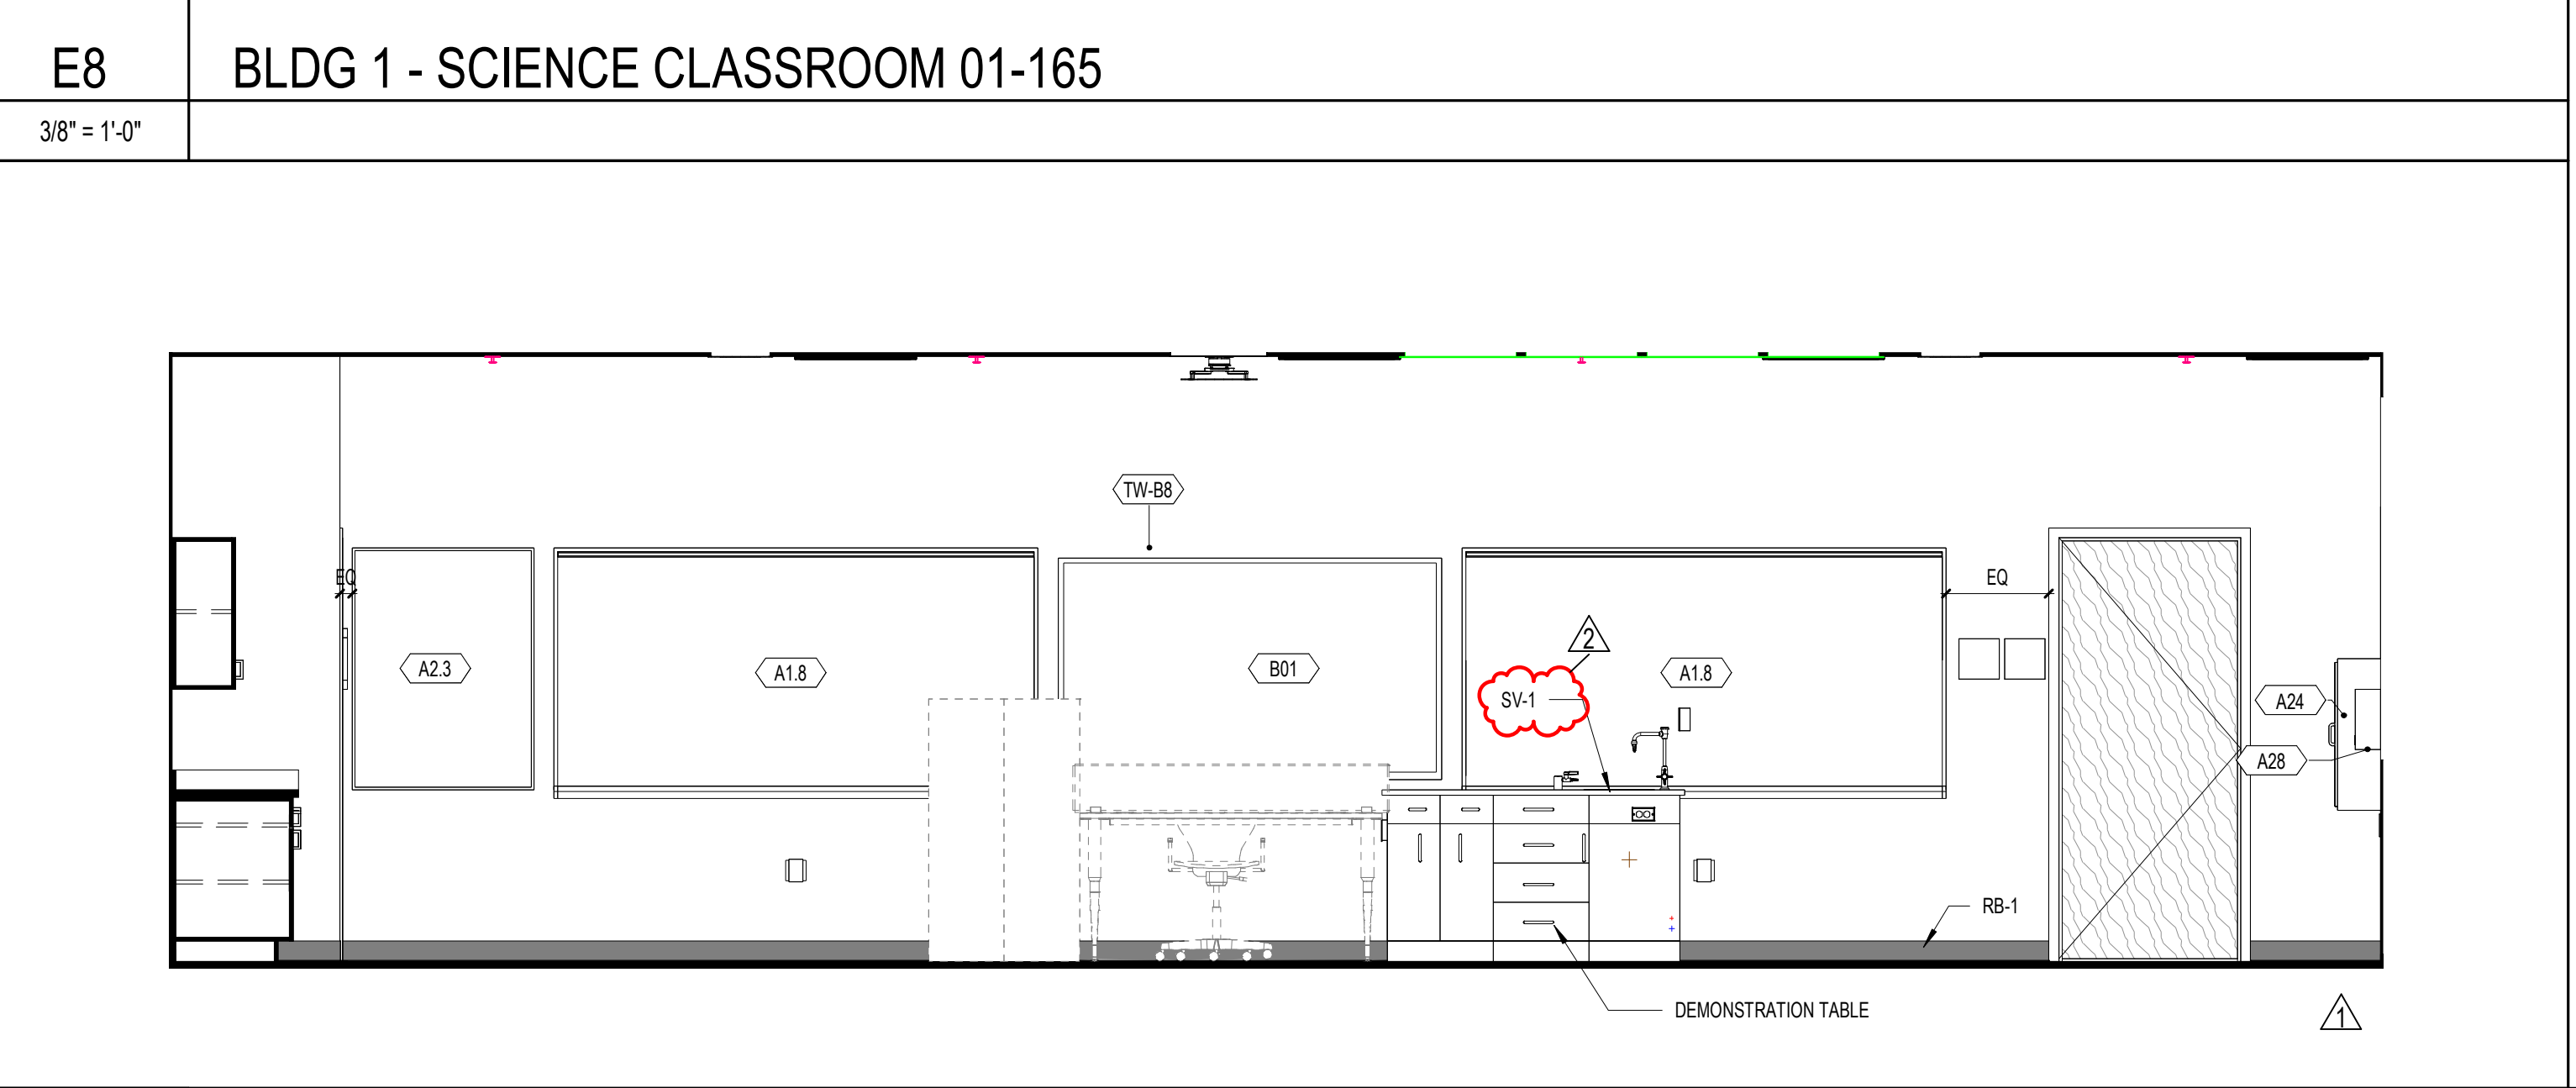 E8
BLDG 1 - SCIENCE CLASSROOM 01-165
3/8" = 1'-0"
TW-B8
EQ
EQ
A2.3
A1.8
B01
2
SV-1
A1.8
A24
A28
RB-1
DEMONSTRATION TABLE
1